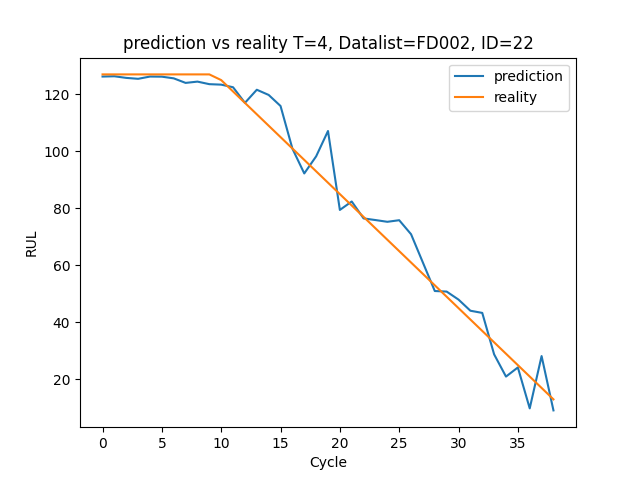 prediction vs reality T=4, Datalist=FD002, ID=22
prediction
reality
RUL
120
100
80
60
40
20
0 5 10 15 20 25 30 35
Cycle